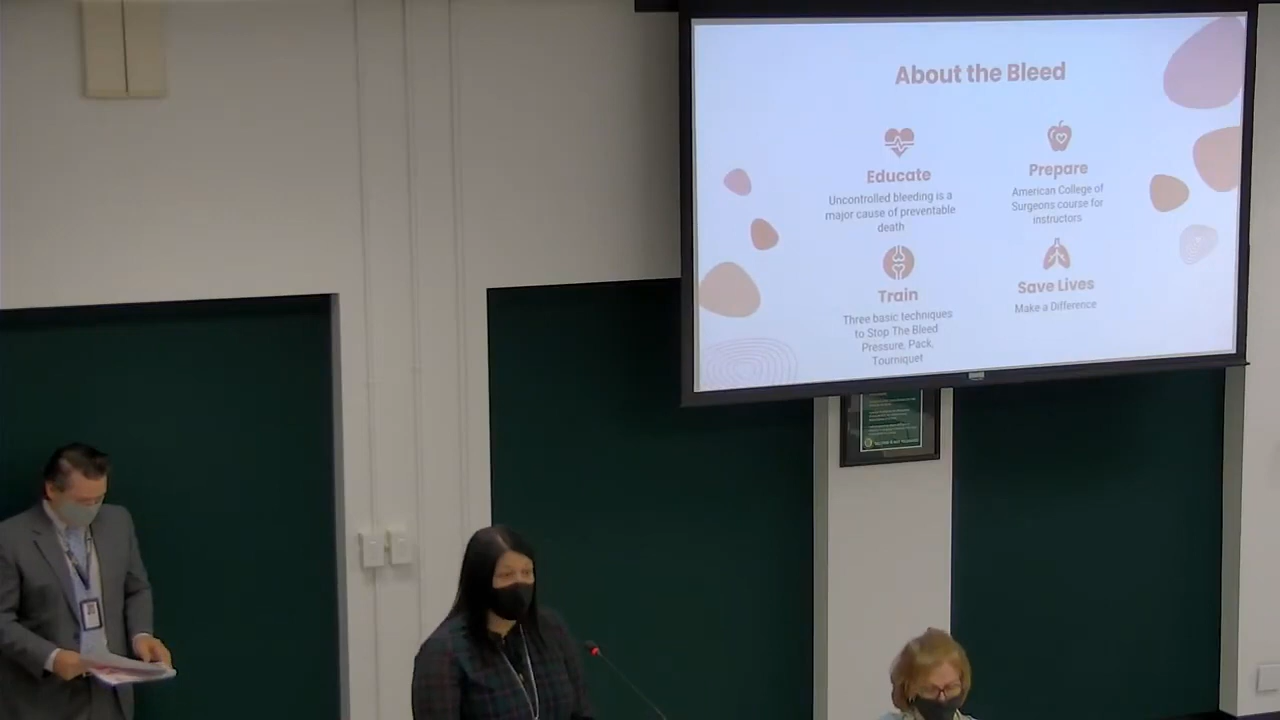 About the Bleed
Educate
Uncontrolled bleeding is a
major cause of preventable
death
Prepare
American College of
Surgeons course for
instructors
Train
Three basic techniques
to Stop The Bleed
Pressure, Pack,
Tourniquet
Save Lives
Make a Difference